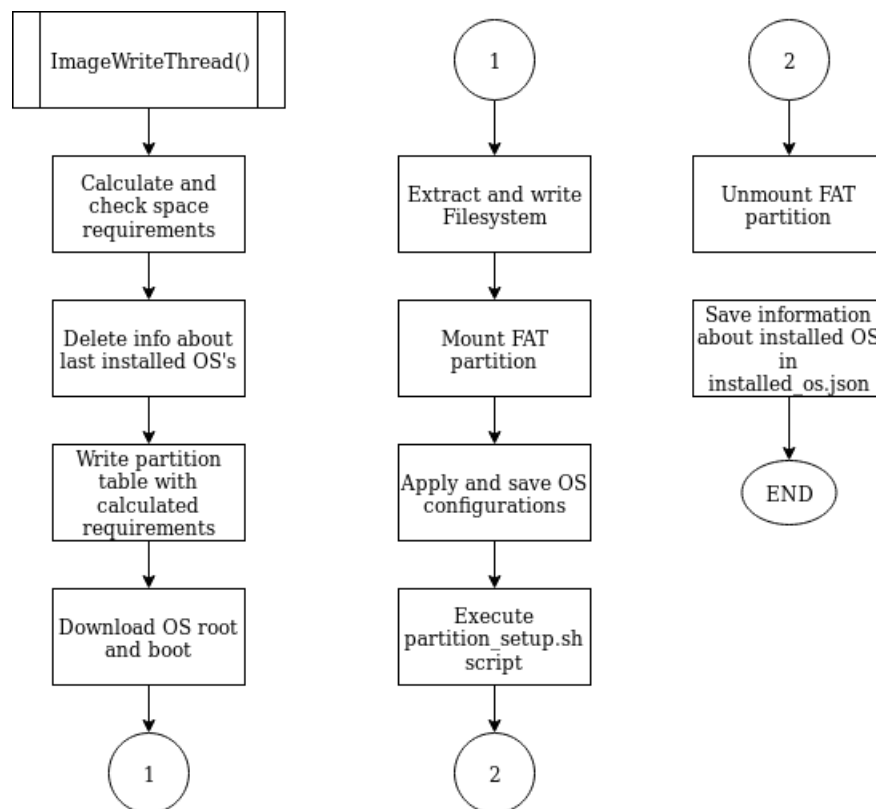 ImageWriteThread()
Calculate and
check space
requirements
Delete info about
last installed OS's
Write partition
table with
calculated
requirements
Download OS root
and boot
1
1
Extract and write
Filesystem
Mount FAT
partition
Apply and save OS
configurations
Execute
partition_setup.sh
script
2
2
Unmount FAT
partition
Save information
about installed OS
in
installed_os.json
END